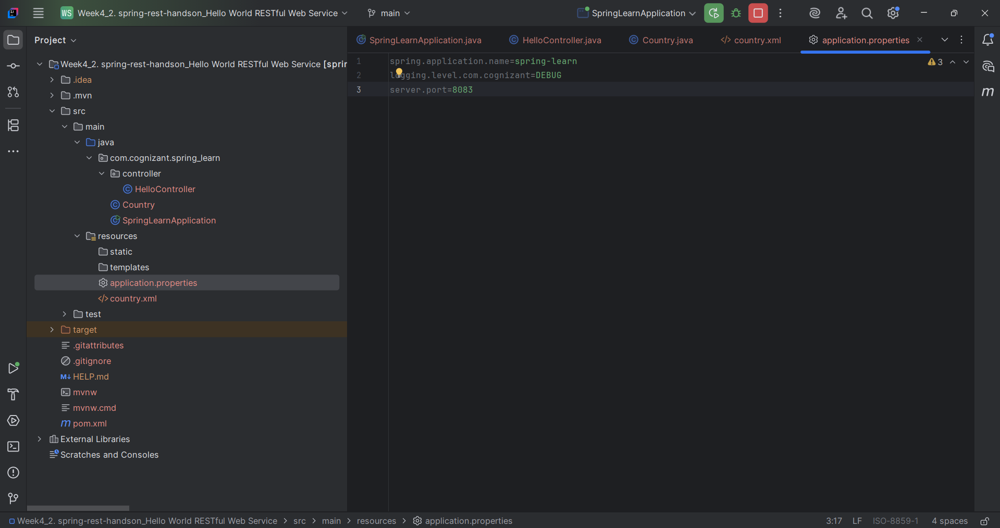 WS Week4_2. spring-rest-handson_Hello World RESTful Web Service main SpringLearnApplication
Project
SpringLearnApplication.java HelloController.java Country.java country.xml application.properties
Week4_2. spring-rest-handson_Hello World RESTful Web Service [sprin
.idea
.mvn
src
main
java
com.cognizant.spring_learn
controller
HelloController
Country
SpringLearnApplication
resources
static
templates
application.properties
country.xml
test
target
.gitattributes
.gitignore
HELP.md
mvnw
mvnw.cmd
pom.xml
External Libraries
Scratches and Consoles
1 spring.application.name=spring-learn
2 logging.level.com.cognizant=DEBUG
3 server.port=8083
3
Week4_2. spring-rest-handson_Hello World RESTful Web Service > src > main > resources > application.properties
3:17 LF ISO-8859-1 4 spaces